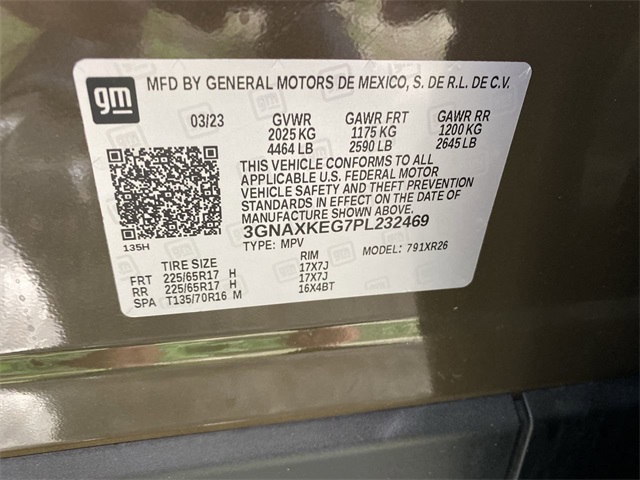 gm
MFD BY GENERAL MOTORS DE MEXICO, S. DE R.L. DE C.V.
03/23 GVWR GAWR FRT GAWR RR
2025 KG 1175 KG 1200 KG
4464 LB 2590 LB 2645 LB
THIS VEHICLE CONFORMS TO ALL
APPLICABLE U.S. FEDERAL MOTOR
VEHICLE SAFETY AND THEFT PREVENTION
STANDARDS IN EFFECT ON THE DATE OF
MANUFACTURE SHOWN ABOVE.
135H 3GNAXKEG7PL232469
TYPE: MPV MODEL: 791XR26
TIRE SIZE RIM
FRT 225/65R17 H 17X7J
RR 225/65R17 H 17X7J
SPA T135/70R16 M 16X4BT